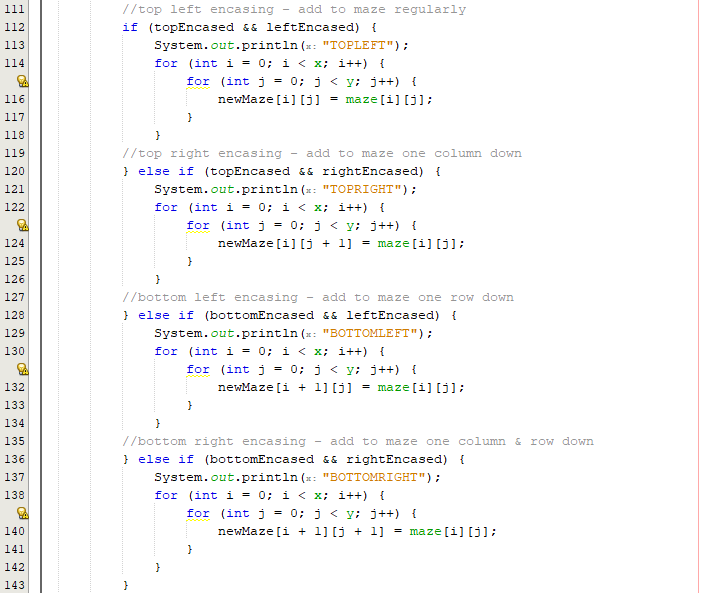 111 //top left encasing - add to maze regularly
112 if (topEncased && leftEncased) {
113 System.out.println(x: "TOPLEFT");
114 for (int i = 0; i < x; i++) {
for (int j = 0; j < y; j++) {
116 newMaze[i][j] = maze[i][j];
117 }
118 }
119 //top right encasing - add to maze one column down
120 } else if (topEncased && rightEncased) {
121 System.out.println(x: "TOPRIGHT");
122 for (int i = 0; i < x; i++) {
for (int j = 0; j < y; j++) {
124 newMaze[i][j + 1] = maze[i][j];
125 }
126 }
127 //bottom left encasing - add to maze one row down
128 } else if (bottomEncased && leftEncased) {
129 System.out.println(x: "BOTTOMLEFT");
130 for (int i = 0; i < x; i++) {
for (int j = 0; j < y; j++) {
132 newMaze[i + 1][j] = maze[i][j];
133 }
134 }
135 //bottom right encasing - add to maze one column & row down
136 } else if (bottomEncased && rightEncased) {
137 System.out.println(x: "BOTTOMRIGHT");
138 for (int i = 0; i < x; i++) {
for (int j = 0; j < y; j++) {
140 newMaze[i + 1][j + 1] = maze[i][j];
141 }
142 }
143 }